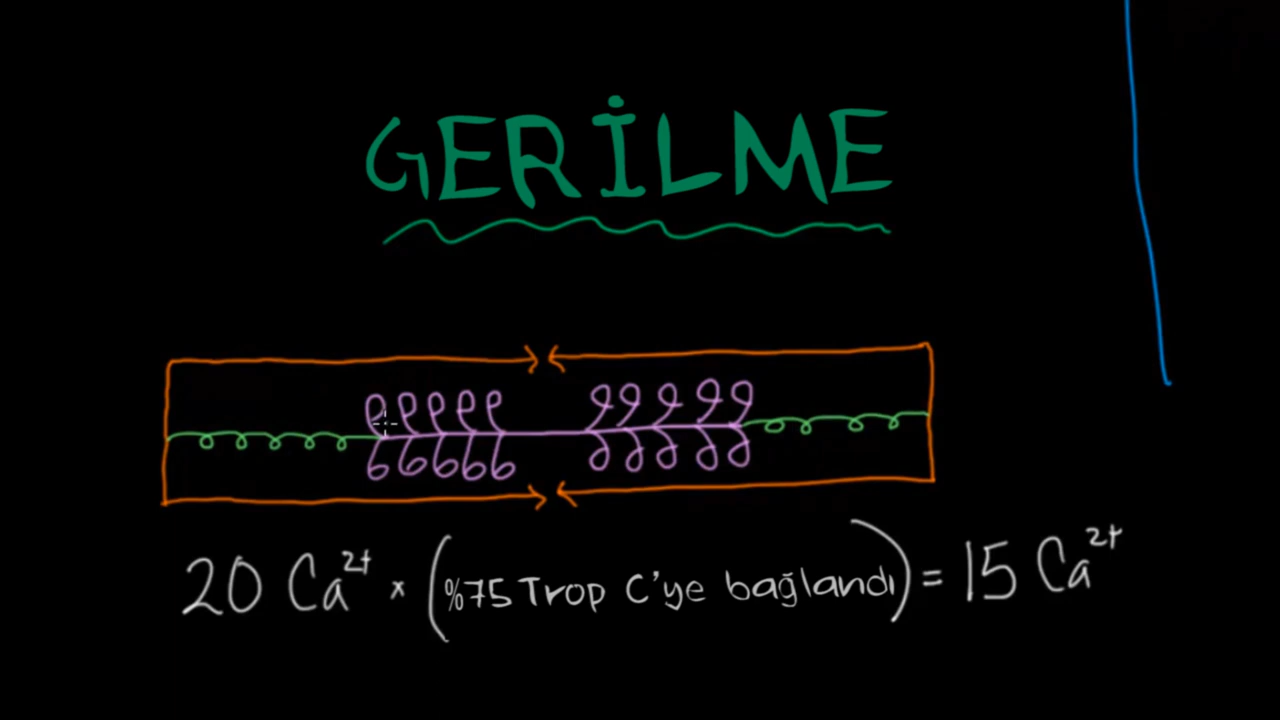 GERİLME
20 Ca²⁺ × (%75 Trop C'ye bağlandı) = 15 Ca²⁺